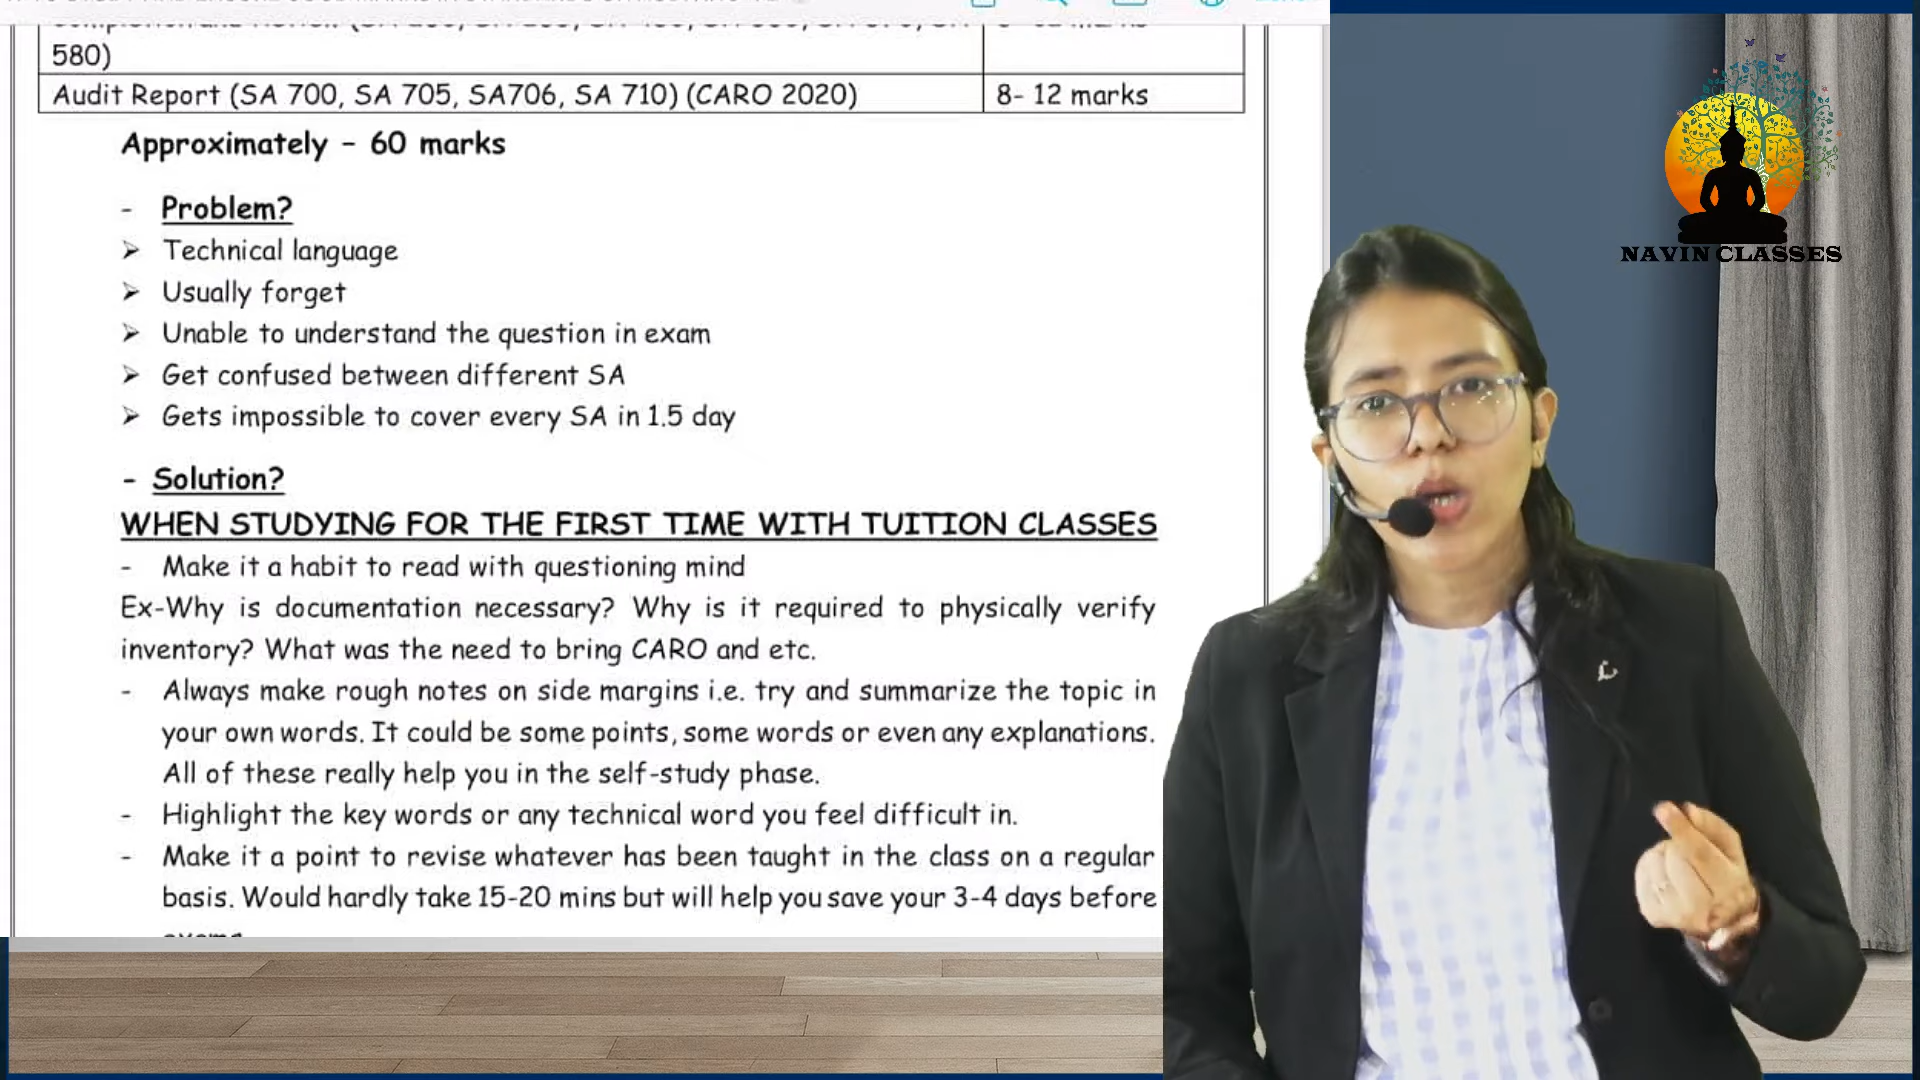 580)
Audit Report (SA 700, SA 705, SA706, SA 710) (CARO 2020)
8- 12 marks
Approximately – 60 marks
- Problem?
➢ Technical language
➢ Usually forget
➢ Unable to understand the question in exam
➢ Get confused between different SA
➢ Gets impossible to cover every SA in 1.5 day
- Solution?
WHEN STUDYING FOR THE FIRST TIME WITH TUITION CLASSES
- Make it a habit to read with questioning mind
Ex-Why is documentation necessary? Why is it required to physically verify
inventory? What was the need to bring CARO and etc.
- Always make rough notes on side margins i.e. try and summarize the topic in
your own words. It could be some points, some words or even any explanations.
All of these really help you in the self-study phase.
- Highlight the key words or any technical word you feel difficult in.
- Make it a point to revise whatever has been taught in the class on a regular
basis. Would hardly take 15-20 mins but will help you save your 3-4 days before
NAVIN CLASSES